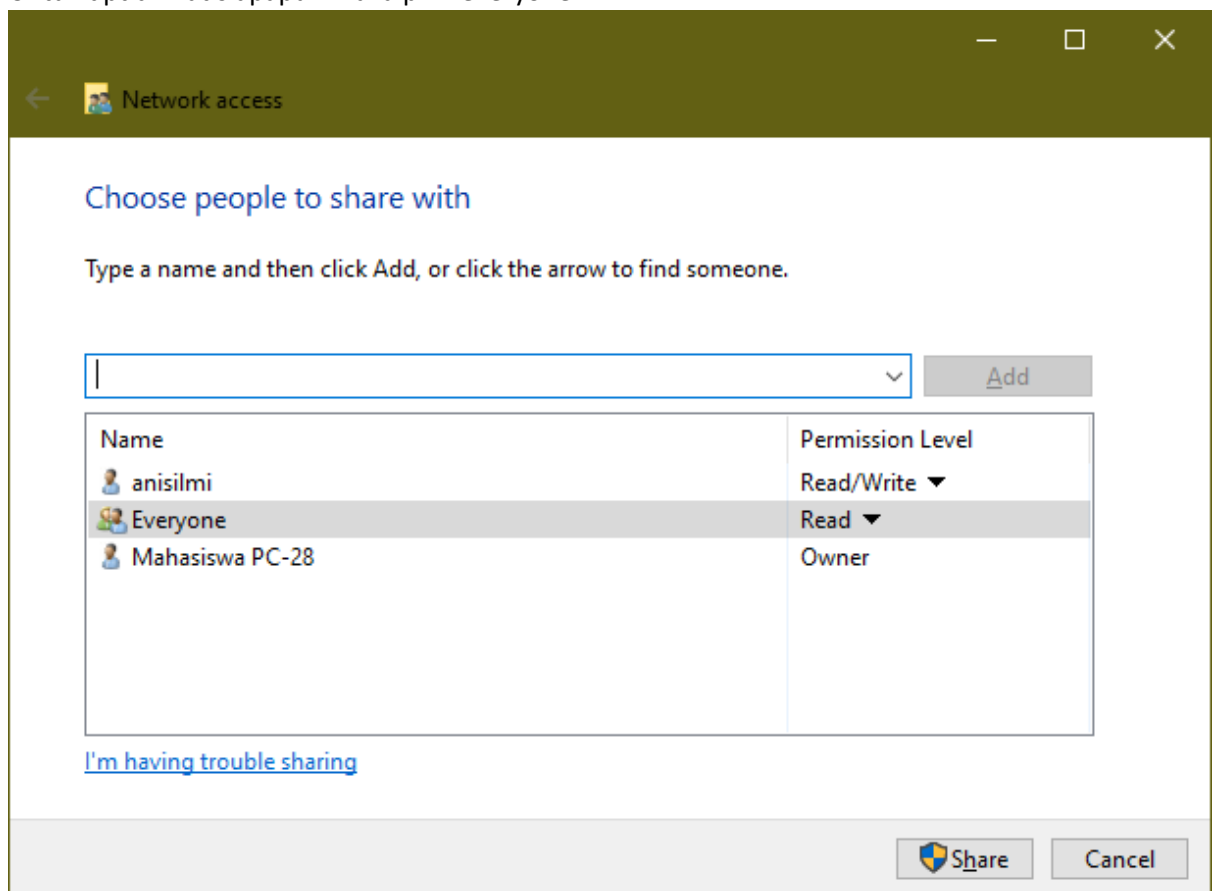 Network access
Choose people to share with
Type a name and then click Add, or click the arrow to find someone.
Add
Name Permission Level
anisilmi Read/Write
Everyone Read
Mahasiswa PC-28 Owner
I'm having trouble sharing
Share Cancel